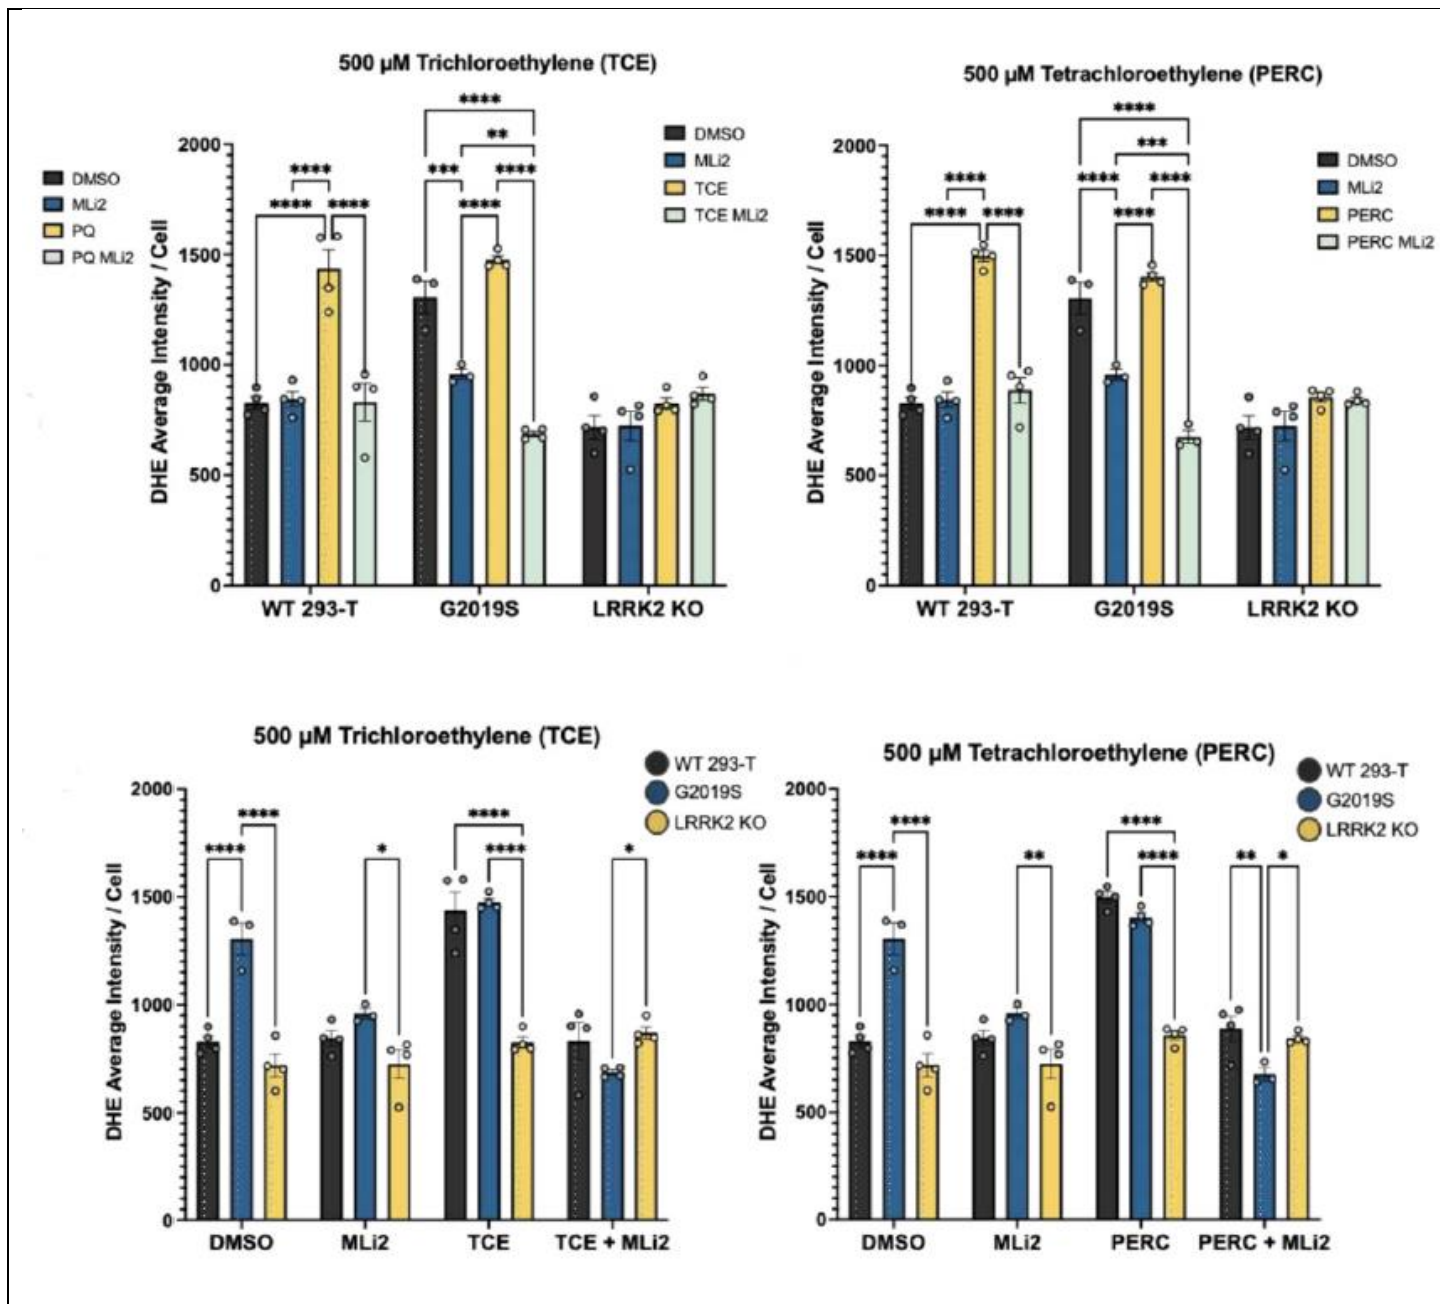 500 µM Trichloroethylene (TCE)
DMSO
MLi2
PQ
PQ MLi2
DHE Average Intensity / Cell
2000
1500
1000
500
0
****
****
****
****
**
***
****
****
DMSO
MLi2
TCE
TCE MLi2
WT 293-T
G2019S
LRRK2 KO
500 µM Tetrachloroethylene (PERC)
DHE Average Intensity / Cell
2000
1500
1000
500
0
****
****
****
****
***
****
****
****
DMSO
MLi2
PERC
PERC MLi2
WT 293-T
G2019S
LRRK2 KO
500 µM Trichloroethylene (TCE)
WT 293-T
G2019S
LRRK2 KO
DHE Average Intensity / Cell
2000
1500
1000
500
0
****
****
*
****
****
*
DMSO
MLi2
TCE
TCE + MLi2
500 µM Tetrachloroethylene (PERC)
WT 293-T
G2019S
LRRK2 KO
DHE Average Intensity / Cell
2000
1500
1000
500
0
****
****
**
****
****
**
*
DMSO
MLi2
PERC
PERC + MLi2